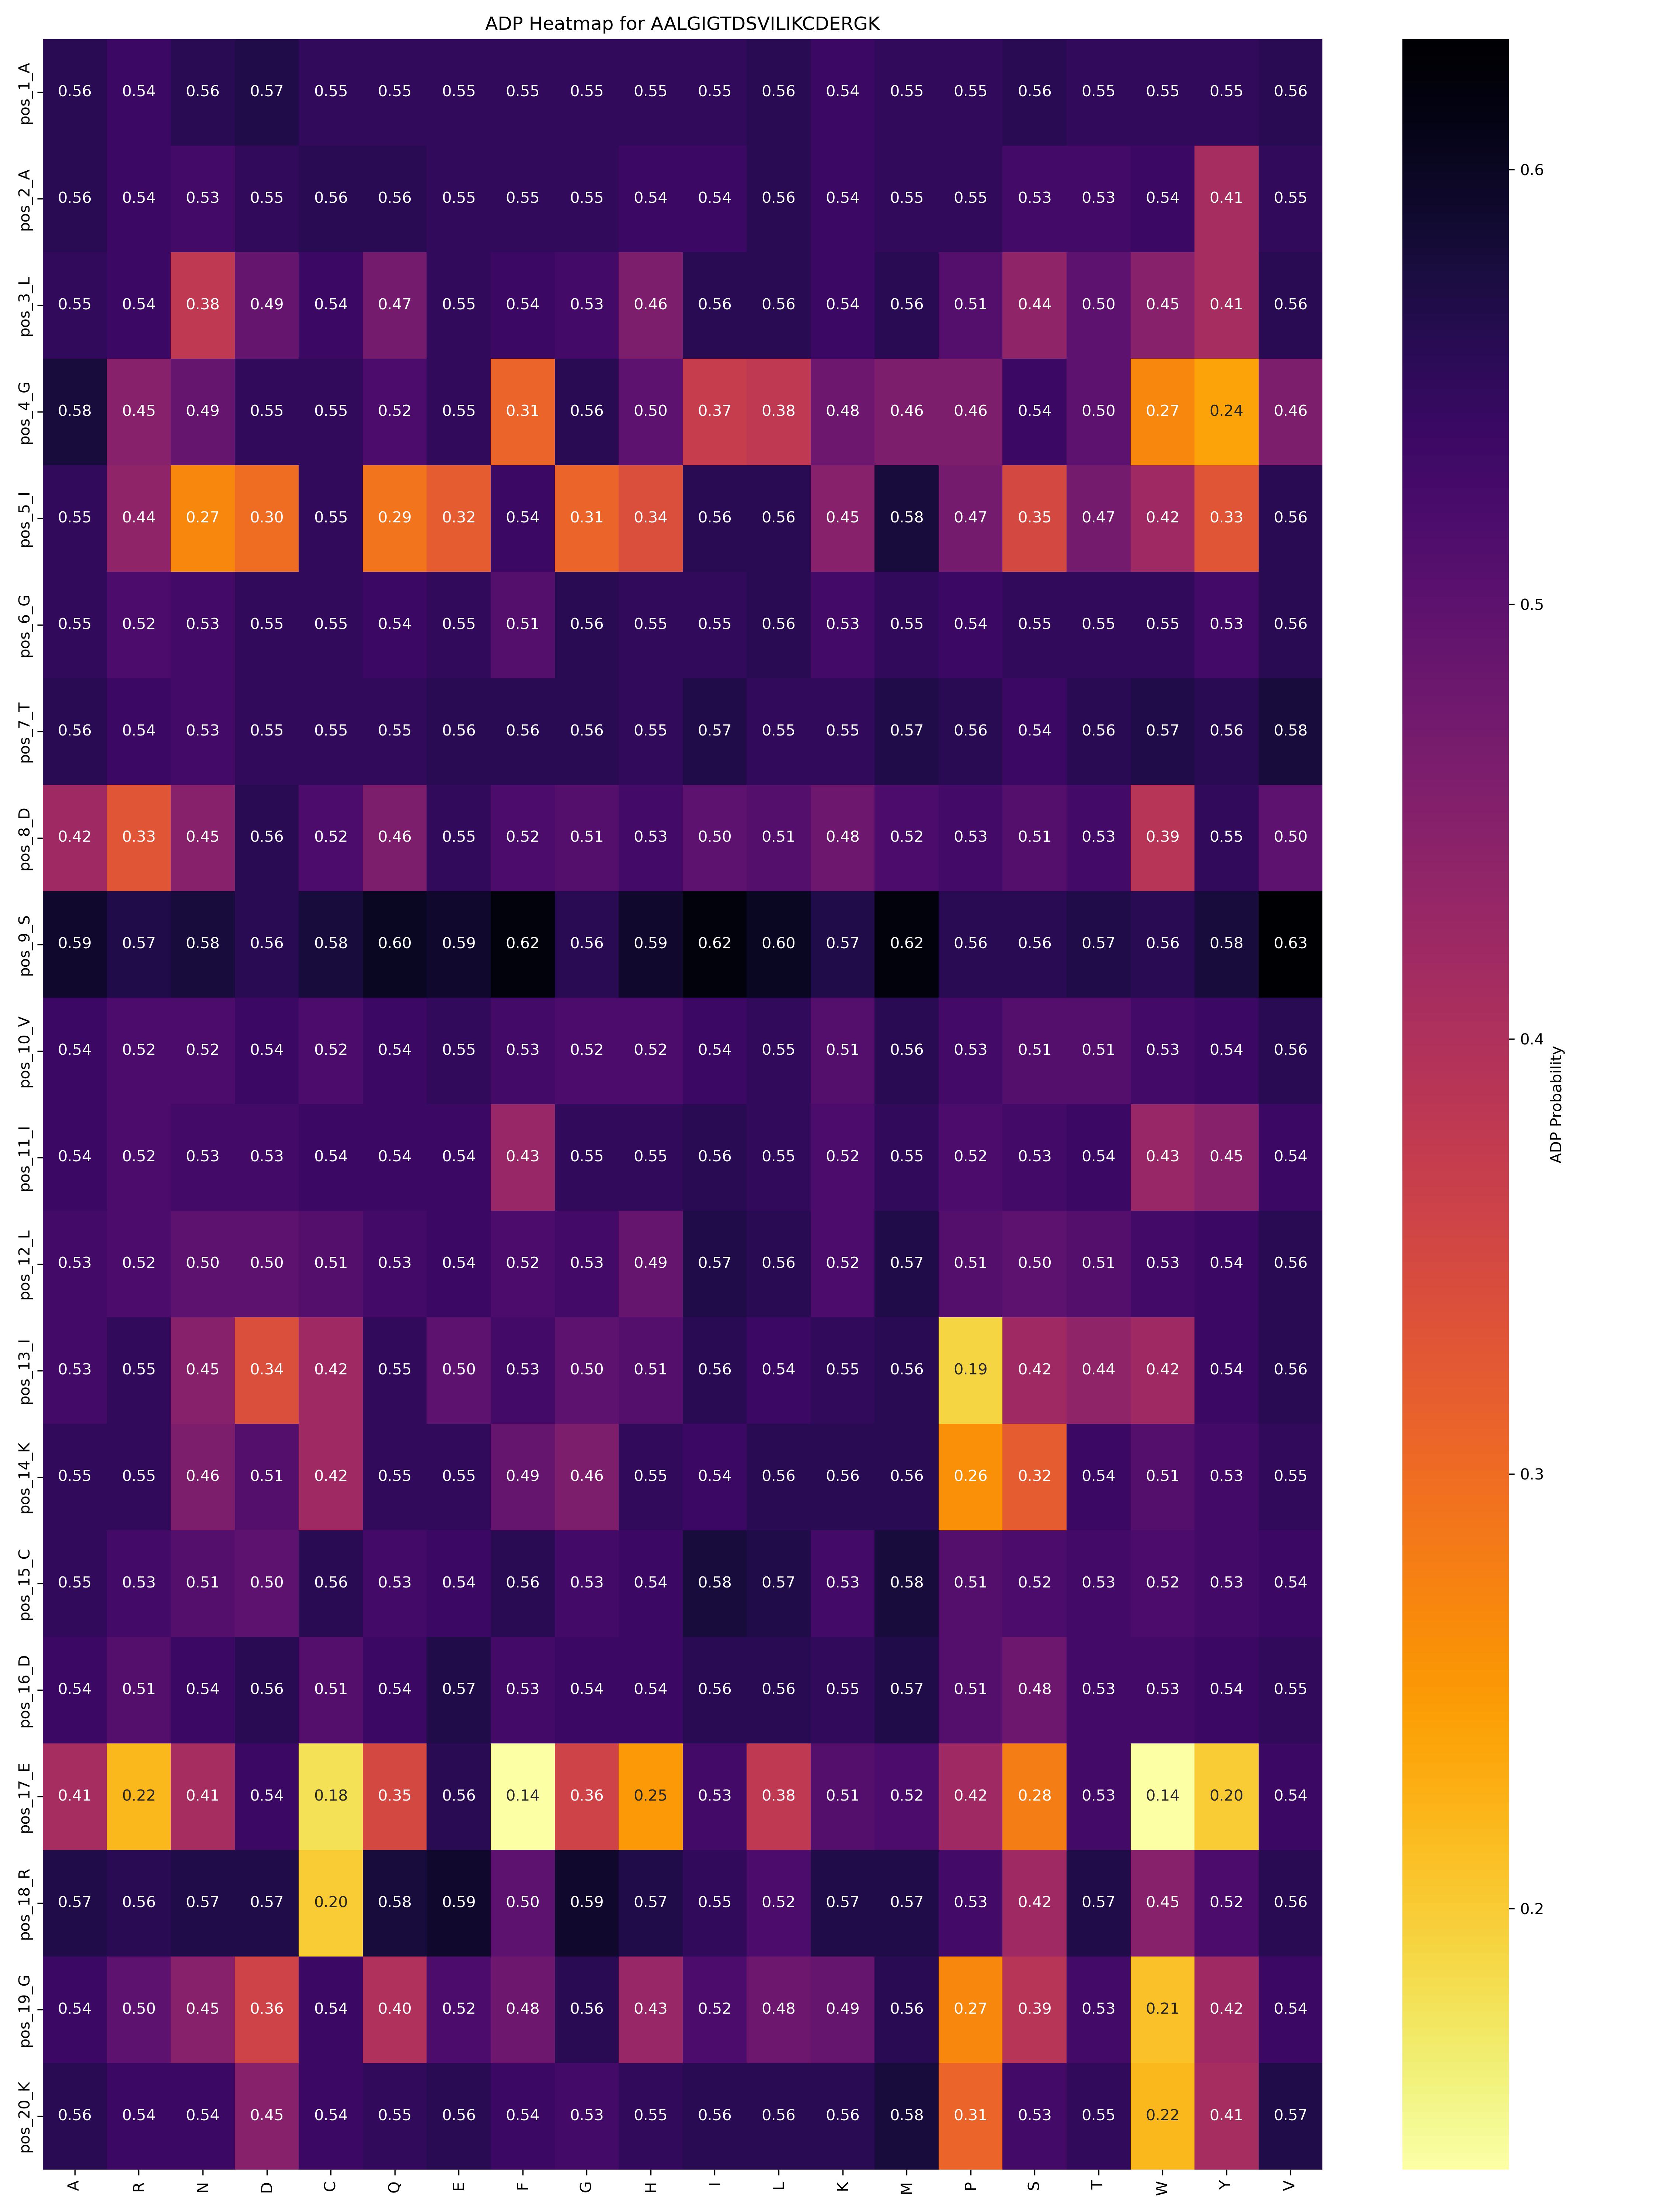 ADP Heatmap for AALGIGTDSVILIKCDERGK
pos_1_A 0.56 0.54 0.56 0.57 0.55 0.55 0.55 0.55 0.55 0.55 0.55 0.56 0.54 0.55 0.55 0.56 0.55 0.55 0.55 0.56
pos_2_A 0.56 0.54 0.53 0.55 0.56 0.56 0.55 0.55 0.55 0.54 0.54 0.56 0.54 0.55 0.55 0.53 0.53 0.54 0.41 0.55
pos_3_L 0.55 0.54 0.38 0.49 0.54 0.47 0.55 0.54 0.53 0.46 0.56 0.56 0.54 0.56 0.51 0.44 0.50 0.45 0.41 0.56
pos_4_G 0.58 0.45 0.49 0.55 0.55 0.52 0.55 0.31 0.56 0.50 0.37 0.38 0.48 0.46 0.46 0.54 0.50 0.27 0.24 0.46
pos_5_I 0.55 0.44 0.27 0.30 0.55 0.29 0.32 0.54 0.31 0.34 0.56 0.56 0.45 0.58 0.47 0.35 0.47 0.42 0.33 0.56
pos_6_G 0.55 0.52 0.53 0.55 0.55 0.54 0.55 0.51 0.56 0.55 0.55 0.56 0.53 0.55 0.54 0.55 0.55 0.55 0.53 0.56
pos_7_T 0.56 0.54 0.53 0.55 0.55 0.55 0.56 0.56 0.56 0.55 0.57 0.55 0.55 0.57 0.56 0.54 0.56 0.57 0.56 0.58
pos_8_D 0.42 0.33 0.45 0.56 0.52 0.46 0.55 0.52 0.51 0.53 0.50 0.51 0.48 0.52 0.53 0.51 0.53 0.39 0.55 0.50
pos_9_S 0.59 0.57 0.58 0.56 0.58 0.60 0.59 0.62 0.56 0.59 0.62 0.60 0.57 0.62 0.56 0.56 0.57 0.56 0.58 0.63
pos_10_V 0.54 0.52 0.52 0.54 0.52 0.54 0.55 0.53 0.52 0.52 0.54 0.55 0.51 0.56 0.53 0.51 0.51 0.53 0.54 0.56
pos_11_I 0.54 0.52 0.53 0.53 0.54 0.54 0.54 0.43 0.55 0.55 0.56 0.55 0.52 0.55 0.52 0.53 0.54 0.43 0.45 0.54
pos_12_L 0.53 0.52 0.50 0.50 0.51 0.53 0.54 0.52 0.53 0.49 0.57 0.56 0.52 0.57 0.51 0.50 0.51 0.53 0.54 0.56
pos_13_I 0.53 0.55 0.45 0.34 0.42 0.55 0.50 0.53 0.50 0.51 0.56 0.54 0.55 0.56 0.19 0.42 0.44 0.42 0.54 0.56
pos_14_K 0.55 0.55 0.46 0.51 0.42 0.55 0.55 0.49 0.46 0.55 0.54 0.56 0.56 0.56 0.26 0.32 0.54 0.51 0.53 0.55
pos_15_C 0.55 0.53 0.51 0.50 0.56 0.53 0.54 0.56 0.53 0.54 0.58 0.57 0.53 0.58 0.51 0.52 0.53 0.52 0.53 0.54
pos_16_D 0.54 0.51 0.54 0.56 0.51 0.54 0.57 0.53 0.54 0.54 0.56 0.56 0.55 0.57 0.51 0.48 0.53 0.53 0.54 0.55
pos_17_E 0.41 0.22 0.41 0.54 0.18 0.35 0.56 0.14 0.36 0.25 0.53 0.38 0.51 0.52 0.42 0.28 0.53 0.14 0.20 0.54
pos_18_R 0.57 0.56 0.57 0.57 0.20 0.58 0.59 0.50 0.59 0.57 0.55 0.52 0.57 0.57 0.53 0.42 0.57 0.45 0.52 0.56
pos_19_G 0.54 0.50 0.45 0.36 0.54 0.40 0.52 0.48 0.56 0.43 0.52 0.48 0.49 0.56 0.27 0.39 0.53 0.21 0.42 0.54
pos_20_K 0.56 0.54 0.54 0.45 0.54 0.55 0.56 0.54 0.53 0.55 0.56 0.56 0.56 0.58 0.31 0.53 0.55 0.22 0.41 0.57
A R N D C Q E F G H I L K M P S T W Y V
0.6
0.5
0.4
0.3
0.2
ADP Probability